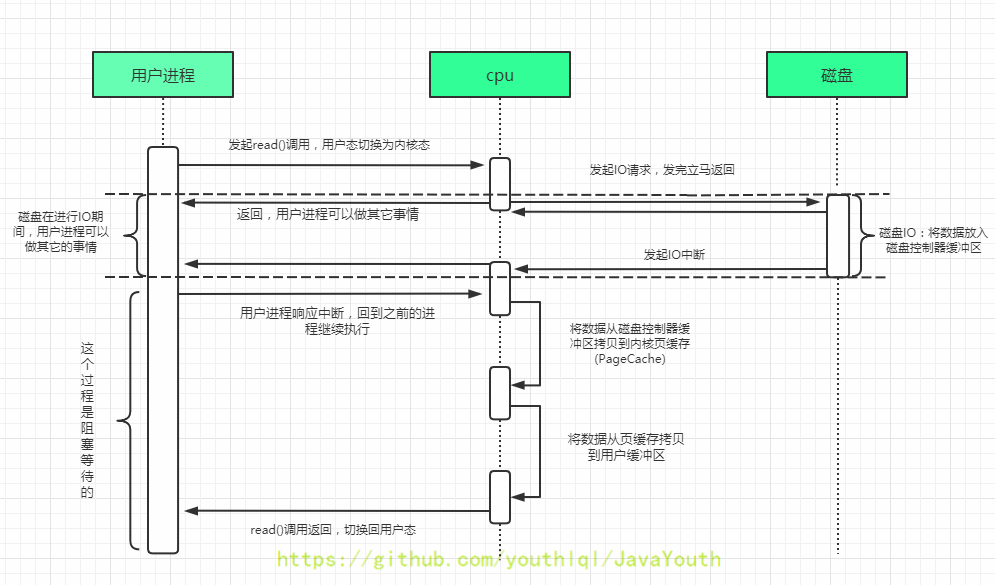 用户进程
cpu
磁盘
发起read()调用，用户态切换为内核态
发起IO请求，发完立马返回
返回，用户进程可以做其它事情
磁盘在进行IO期
间，用户进程可以
做其它的事情
磁盘IO：将数据放入
磁盘控制器缓冲区
发起IO中断
用户进程响应中断，回到之前的进
程继续执行
将数据从磁盘控制器缓
冲区拷贝到内核页缓存
(PageCache)
这个过程是阻塞等待的
将数据从页缓存拷贝
到用户缓冲区
read()调用返回，切换回用户态
https://github.com/youthlql/JavaYouth